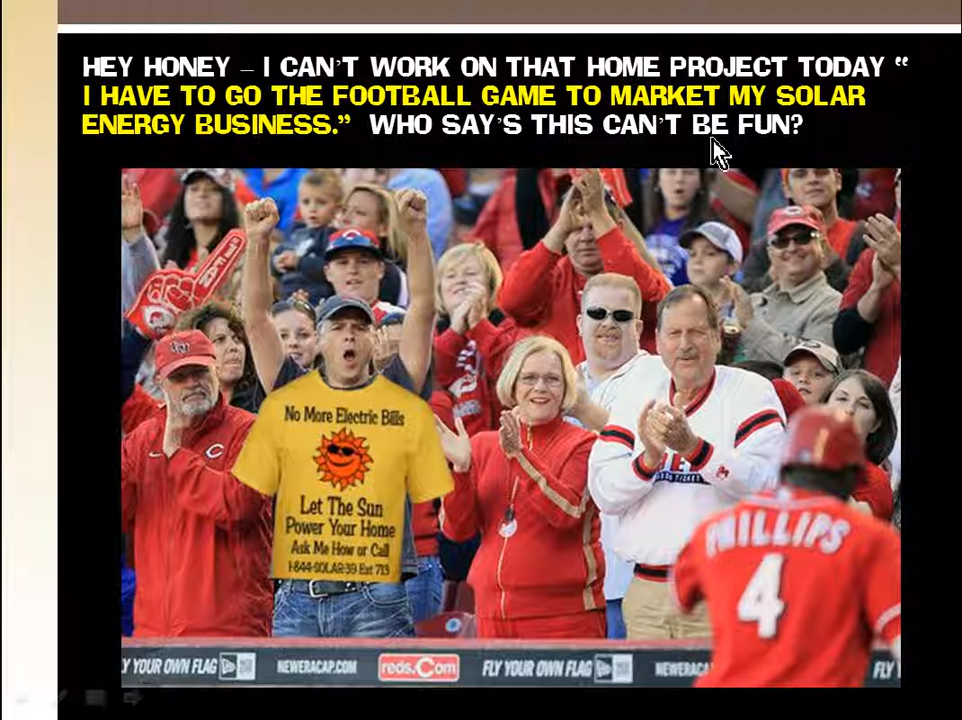 HEY HONEY – I CAN'T WORK ON THAT HOME PROJECT TODAY “
I HAVE TO GO THE FOOTBALL GAME TO MARKET MY SOLAR
ENERGY BUSINESS.” WHO SAY'S THIS CAN'T BE FUN?
No More Electric Bills
Let The Sun
Power Your Home
Ask Me How or Call
1-844-SOLAR-39 Ext 713
PHILLIPS
4
FLY YOUR OWN FLAG NEWERACAP.COM reds.com FLY YOUR OWN FLAG NEWERACA FLY